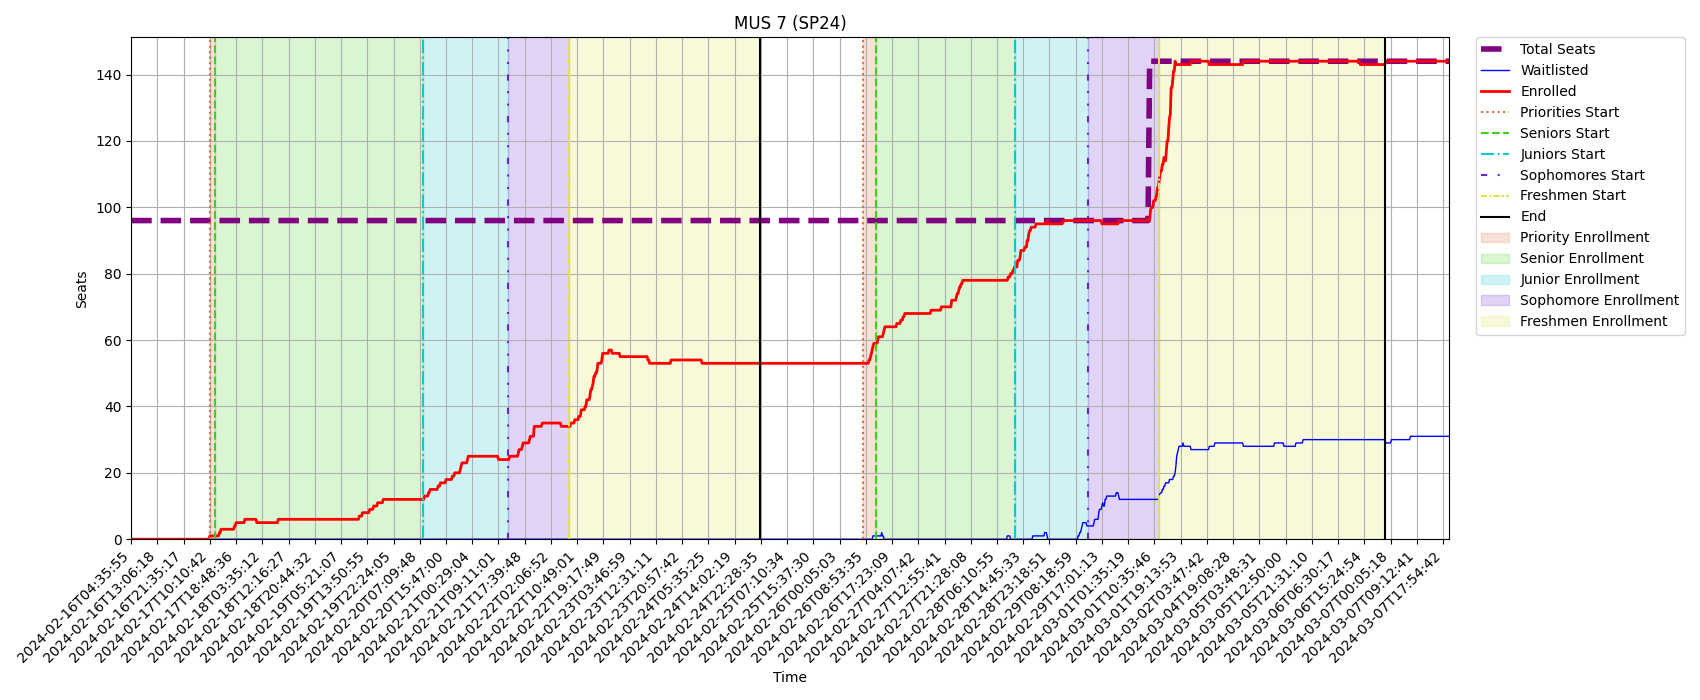 MUS 7 (SP24)
Seats
140
120
100
80
60
40
20
0
2024-02-16T04:35:55
2024-02-16T13:06:18
2024-02-16T21:35:17
2024-02-17T10:10:42
2024-02-17T18:48:36
2024-02-18T03:35:12
2024-02-18T12:16:27
2024-02-18T20:44:32
2024-02-19T05:21:07
2024-02-19T13:50:55
2024-02-19T22:24:05
2024-02-20T07:09:48
2024-02-20T15:47:00
2024-02-21T00:29:04
2024-02-21T09:11:01
2024-02-21T17:39:48
2024-02-22T02:06:52
2024-02-22T10:49:01
2024-02-22T19:17:49
2024-02-23T03:46:59
2024-02-23T12:31:11
2024-02-23T20:57:42
2024-02-24T05:35:25
2024-02-24T14:02:19
2024-02-24T22:28:35
2024-02-25T07:10:34
2024-02-25T15:37:30
2024-02-26T00:05:03
2024-02-26T08:53:35
2024-02-26T17:23:09
2024-02-27T04:07:42
2024-02-27T12:55:41
2024-02-27T21:28:08
2024-02-28T06:10:55
2024-02-28T14:45:33
2024-02-28T23:18:51
2024-02-29T08:18:59
2024-02-29T17:01:13
2024-03-01T01:35:19
2024-03-01T10:35:46
2024-03-01T19:13:53
2024-03-02T03:47:42
2024-03-04T19:08:28
2024-03-05T03:48:31
2024-03-05T12:50:00
2024-03-05T21:31:10
2024-03-06T06:30:17
2024-03-06T15:24:54
2024-03-07T00:05:18
2024-03-07T09:12:41
2024-03-07T17:54:42
Time
Total Seats
Waitlisted
Enrolled
Priorities Start
Seniors Start
Juniors Start
Sophomores Start
Freshmen Start
End
Priority Enrollment
Senior Enrollment
Junior Enrollment
Sophomore Enrollment
Freshmen Enrollment